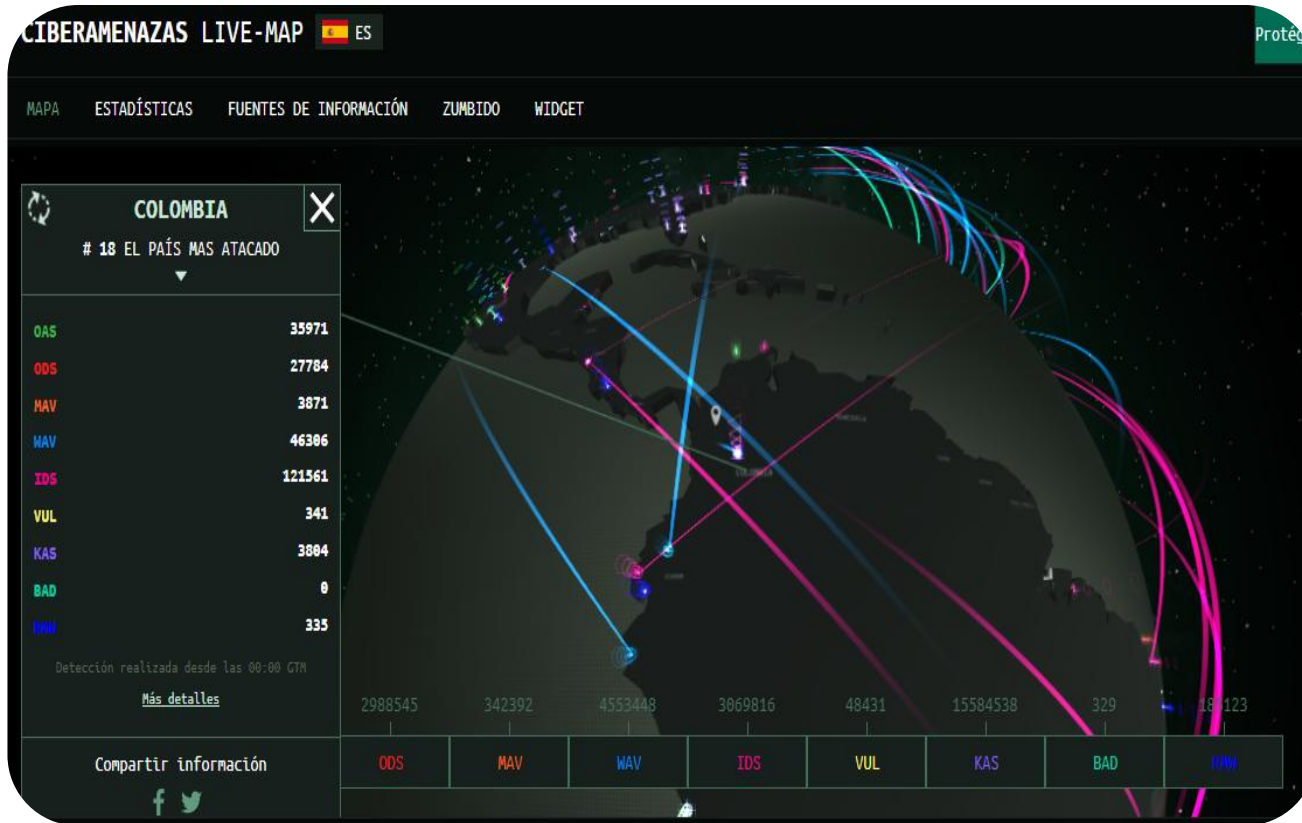 CIBERAMENAZAS LIVE-MAP ES
Protég
MAPA ESTADÍSTICAS FUENTES DE INFORMACIÓN ZUMBIDO WIDGET
COLOMBIA
# 18 EL PAÍS MAS ATACADO
OAS 35971
ODS 27784
MAV 3871
WAV 46306
IDS 121561
VUL 341
KAS 3804
BAD 0
RMW 335
Detección realizada desde las 00:00 GTM
Más detalles
Compartir información
COLOMBIA
2988545 342392 4553448 3069816 48431 15584538 329
ODS MAV WAV IDS VUL KAS BAD RMW